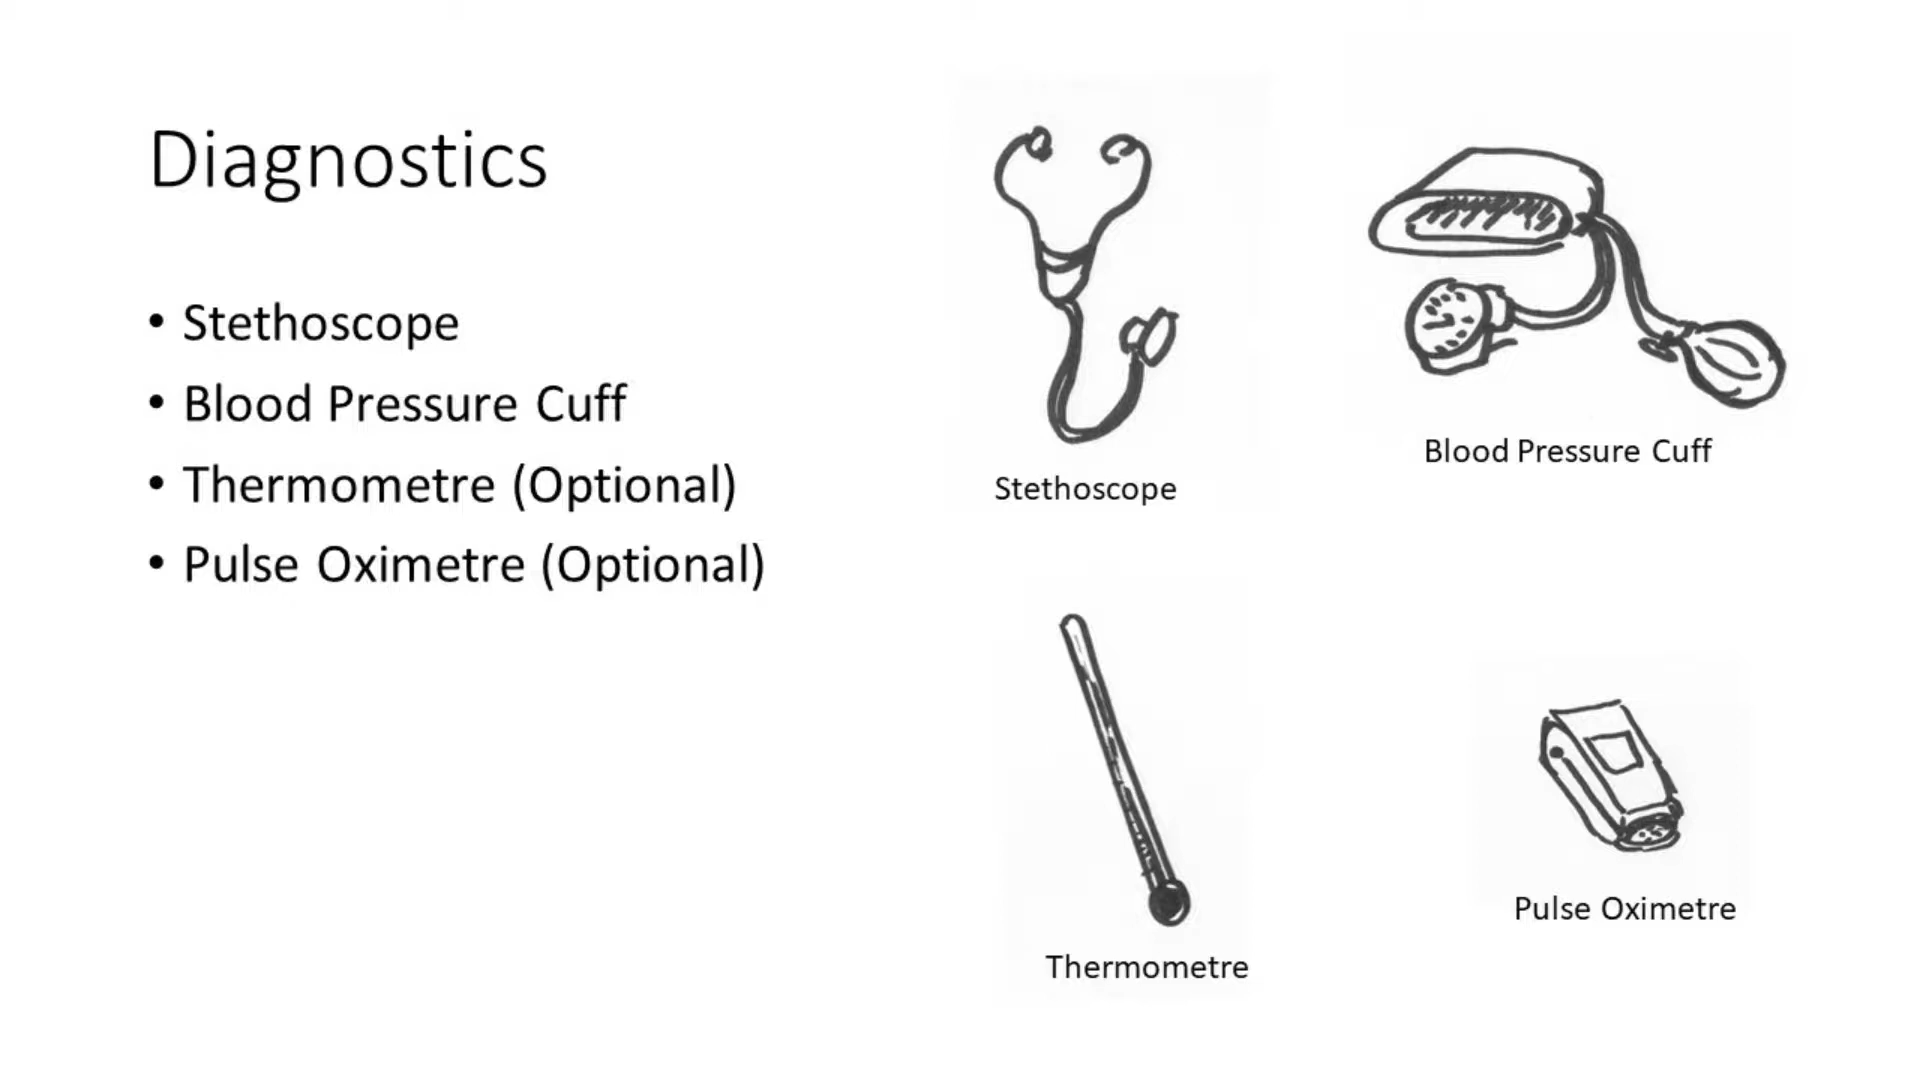 Diagnostics
• Stethoscope
• Blood Pressure Cuff
• Thermometre (Optional)
• Pulse Oximetre (Optional)
Stethoscope
Blood Pressure Cuff
Thermometre
Pulse Oximetre